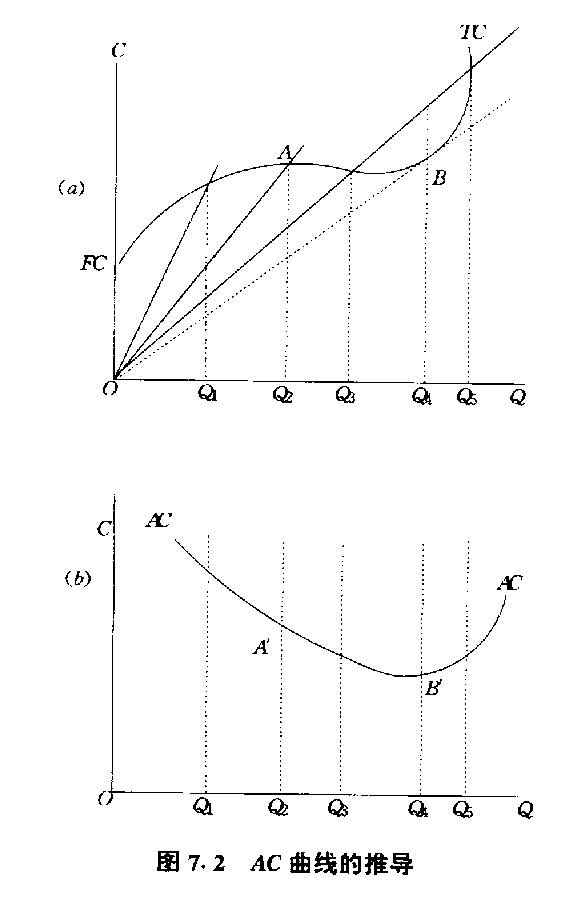 TC
C
A
(a)
B
FC
O Q1 Q2 Q3 Q4 Q5 Q
AC
C
(b)
AC
A'
B'
O Q1 Q2 Q3 Q4 Q5 Q
图 7.2 AC 曲线的推导